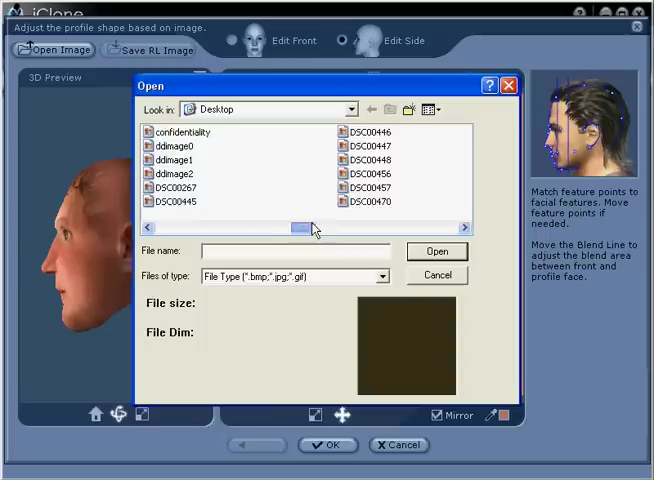 iClone
Adjust the profile shape based on image.
Open Image
Save RL Image
Edit Front
Edit Side
3D Preview
Open
Look in:
Desktop
confidentiality
ddimage0
ddimage1
ddimage2
DSC00267
DSC00445
DSC00446
DSC00447
DSC00448
DSC00456
DSC00457
DSC00470
File name:
Open
Files of type:
File Type (*.bmp;*.jpg;*.gif)
Cancel
File size:
File Dim:
Match feature points to
facial features. Move
feature points if
needed.
Move the Blend Line to
adjust the blend area
between front and
profile face.
Mirror
OK
Cancel